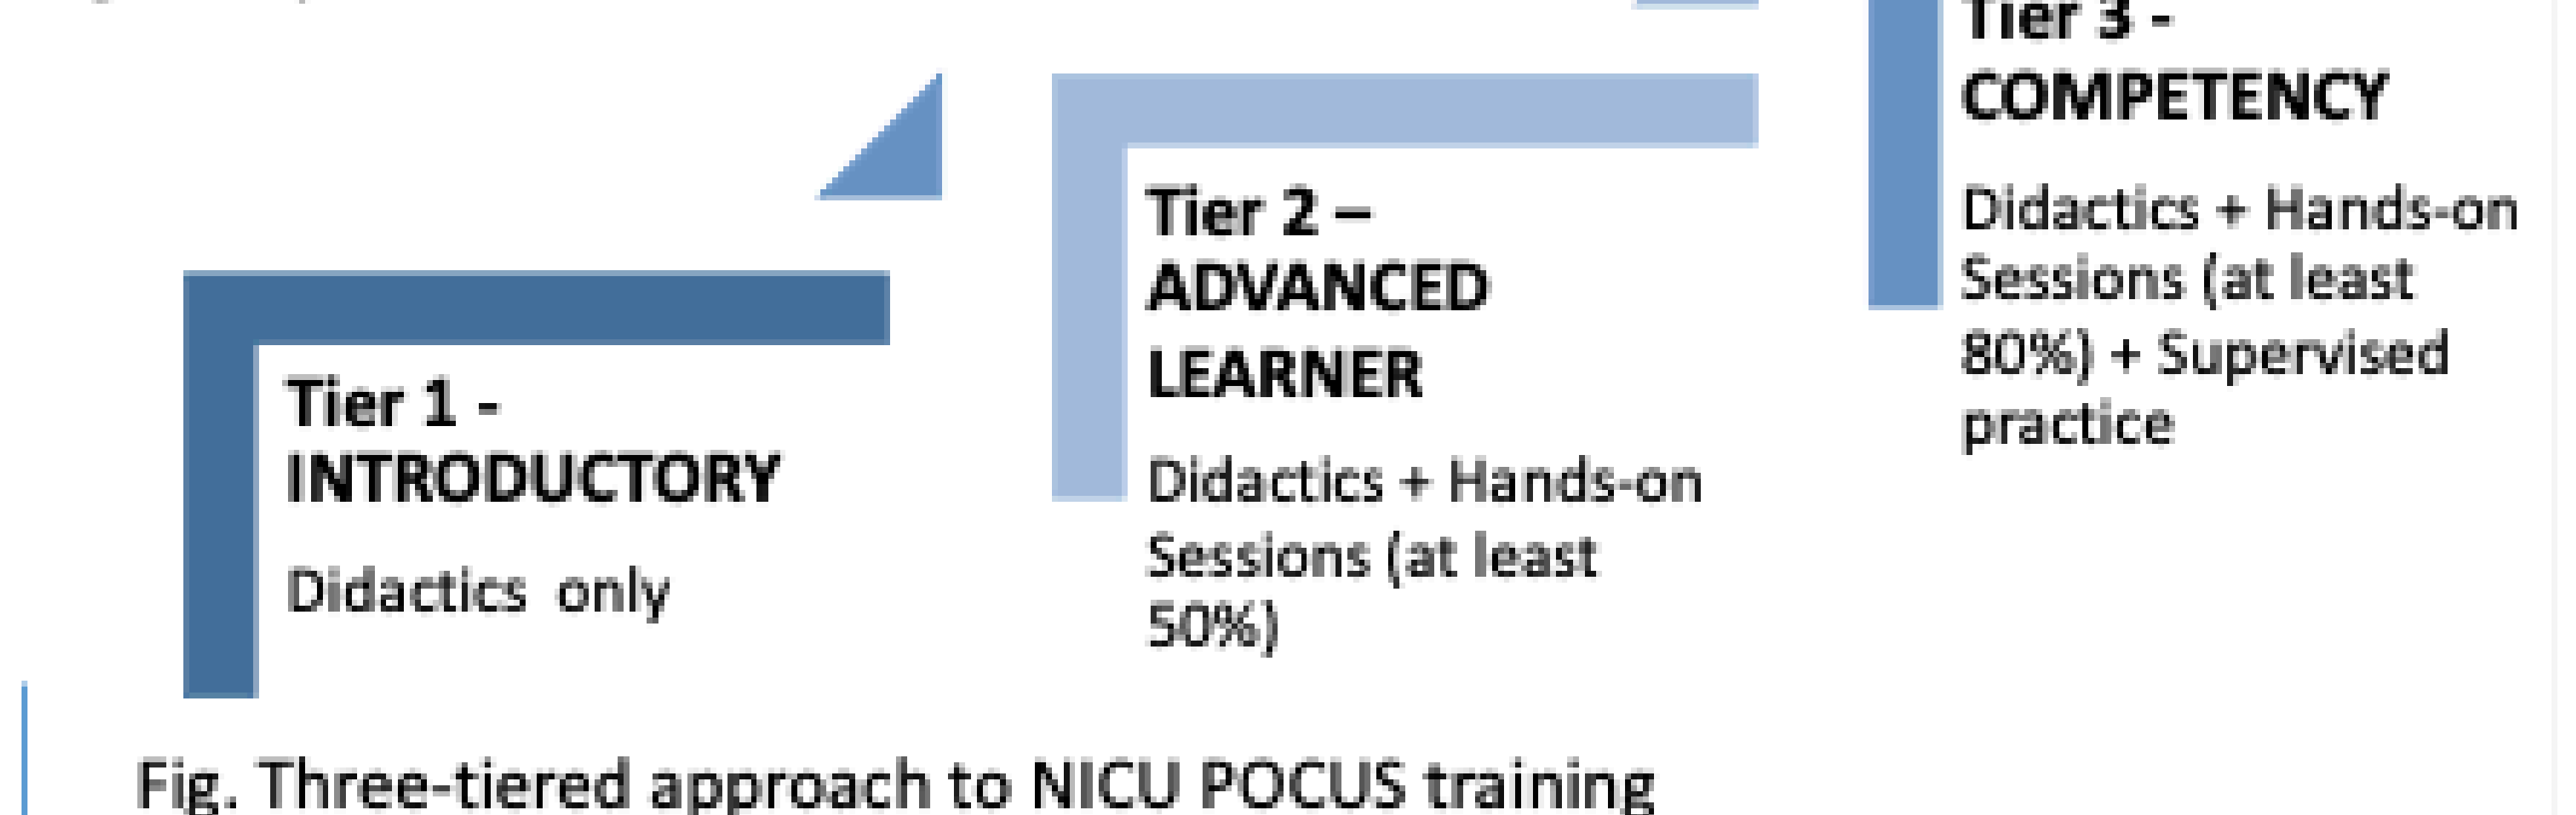 Tier 1 -
INTRODUCTORY
Didactics only
Tier 2 –
ADVANCED
LEARNER
Didactics + Hands-on
Sessions (at least
50%)
Tier 3 -
COMPETENCY
Didactics + Hands-on
Sessions (at least
80%) + Supervised
practice
Fig. Three-tiered approach to NICU POCUS training